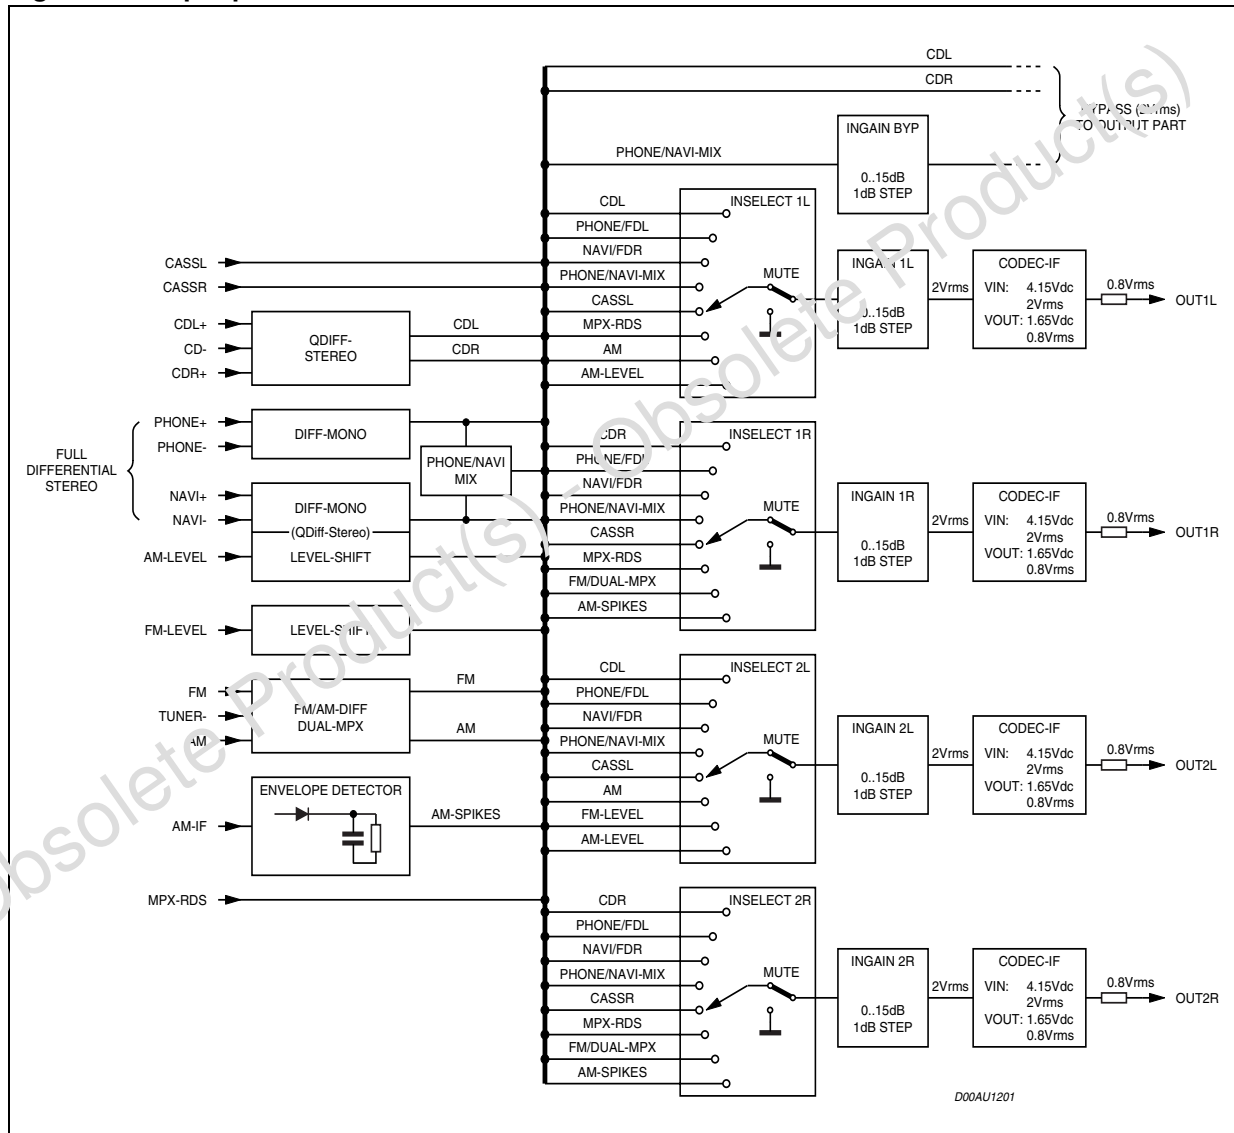 CDL
CDR
BYPASS (2Vrms)
TO OUTPUT PART
INGAIN BYP
0..15dB
1dB STEP
PHONE/NAVI-MIX
CASSL
CASSR
CDL+
CD-
CDR+
QDIFF-
STEREO
CDL
CDR
FULL
DIFFERENTIAL
STEREO
PHONE+
PHONE-
DIFF-MONO
PHONE/NAVI
MIX
NAVI+
NAVI-
DIFF-MONO
(QDiff-Stereo)
AM-LEVEL
LEVEL-SHIFT
FM-LEVEL
LEVEL-SHIFT
FM
TUNER-
AM
FM/AM-DIFF
DUAL-MPX
FM
AM
ENVELOPE DETECTOR
AM-IF
AM-SPIKES
MPX-RDS
INSELECT 1L
CDL
PHONE/FDL
NAVI/FDR
PHONE/NAVI-MIX
CASSL
MPX-RDS
AM
AM-LEVEL
MUTE
INGAIN 1L
0..15dB
1dB STEP
2Vrms
CODEC-IF
VIN: 4.15Vdc
2Vrms
VOUT: 1.65Vdc
0.8Vrms
0.8Vrms
OUT1L
INSELECT 1R
CDR
PHONE/FDL
NAVI/FDR
PHONE/NAVI-MIX
CASSR
MPX-RDS
FM/DUAL-MPX
AM-SPIKES
MUTE
INGAIN 1R
0..15dB
1dB STEP
2Vrms
CODEC-IF
VIN: 4.15Vdc
2Vrms
VOUT: 1.65Vdc
0.8Vrms
0.8Vrms
OUT1R
INSELECT 2L
CDL
PHONE/FDL
NAVI/FDR
PHONE/NAVI-MIX
CASSL
AM
FM-LEVEL
AM-LEVEL
MUTE
INGAIN 2L
0..15dB
1dB STEP
2Vrms
CODEC-IF
VIN: 4.15Vdc
2Vrms
VOUT: 1.65Vdc
0.8Vrms
0.8Vrms
OUT2L
INSELECT 2R
CDR
PHONE/FDL
NAVI/FDR
PHONE/NAVI-MIX
CASSR
MPX-RDS
FM/DUAL-MPX
AM-SPIKES
MUTE
INGAIN 2R
0..15dB
1dB STEP
2Vrms
CODEC-IF
VIN: 4.15Vdc
2Vrms
VOUT: 1.65Vdc
0.8Vrms
0.8Vrms
OUT2R
D00AU1201
Obsolete Product(s) - Obsolete Product(s)